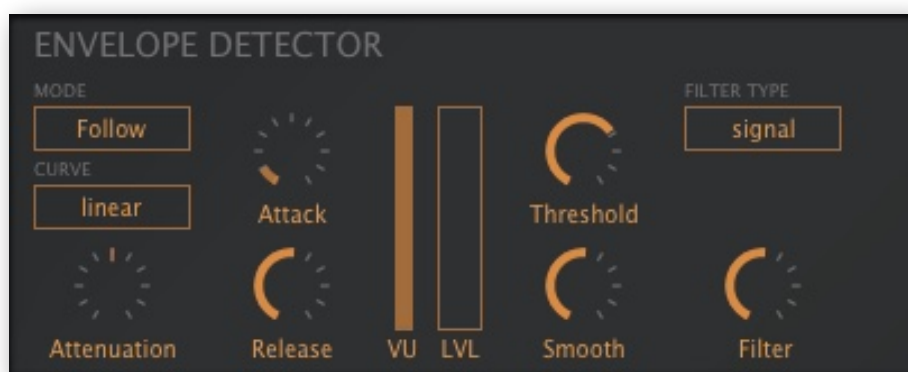 ENVELOPE DETECTOR
MODE
Follow
CURVE
linear
Attenuation
Attack
Release
VU LVL
Threshold
Smooth
FILTER TYPE
signal
Filter